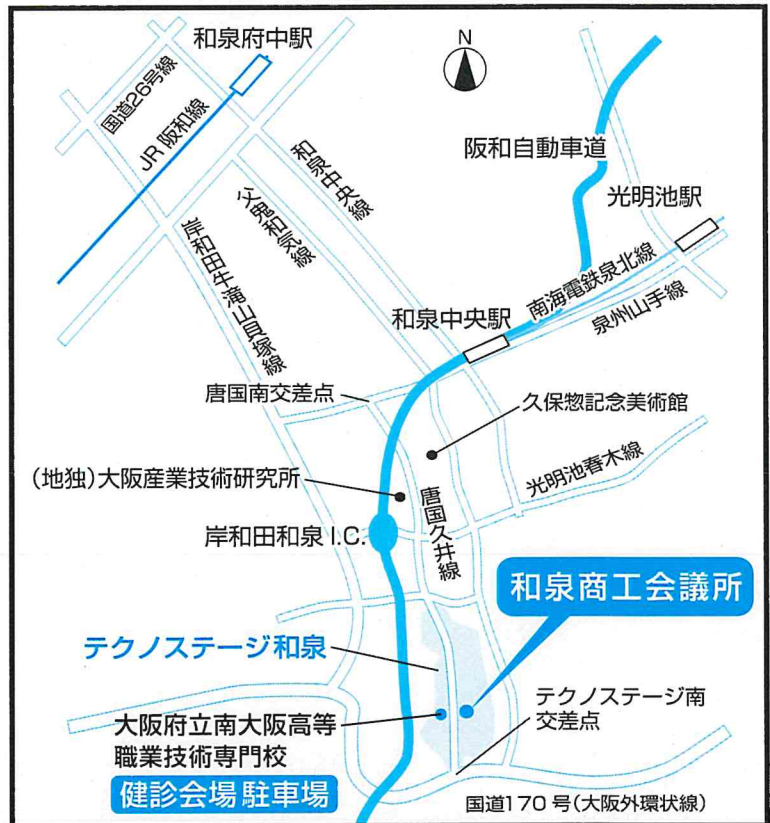 和泉府中駅
N
国道26号線
JR 阪和線
和泉中央線
父鬼和気線
阪和自動車道
光明池駅
岸和田牛滝山貝塚線
南海電鉄泉北線
和泉中央駅
泉州山手線
唐国南交差点
久保惣記念美術館
(地独)大阪産業技術研究所
光明池春木線
唐国久井線
岸和田和泉 I.C.
和泉商工会議所
テクノステージ和泉
テクノステージ南
交差点
大阪府立南大阪高等
職業技術専門校
健診会場 駐車場
国道170 号(大阪外環状線)